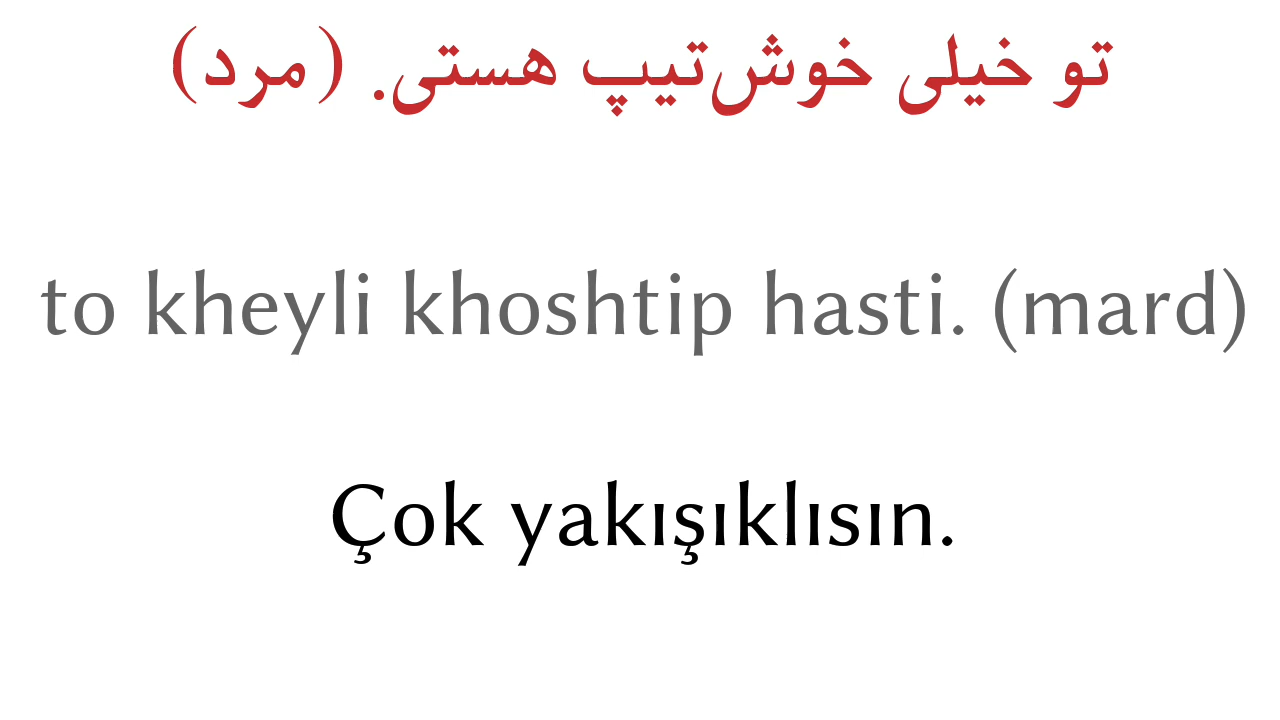 تو خیلی خوش‌تیپ هستی. (مرد)
to kheyli khoshtip hasti. (mard)
Çok yakışıklısın.